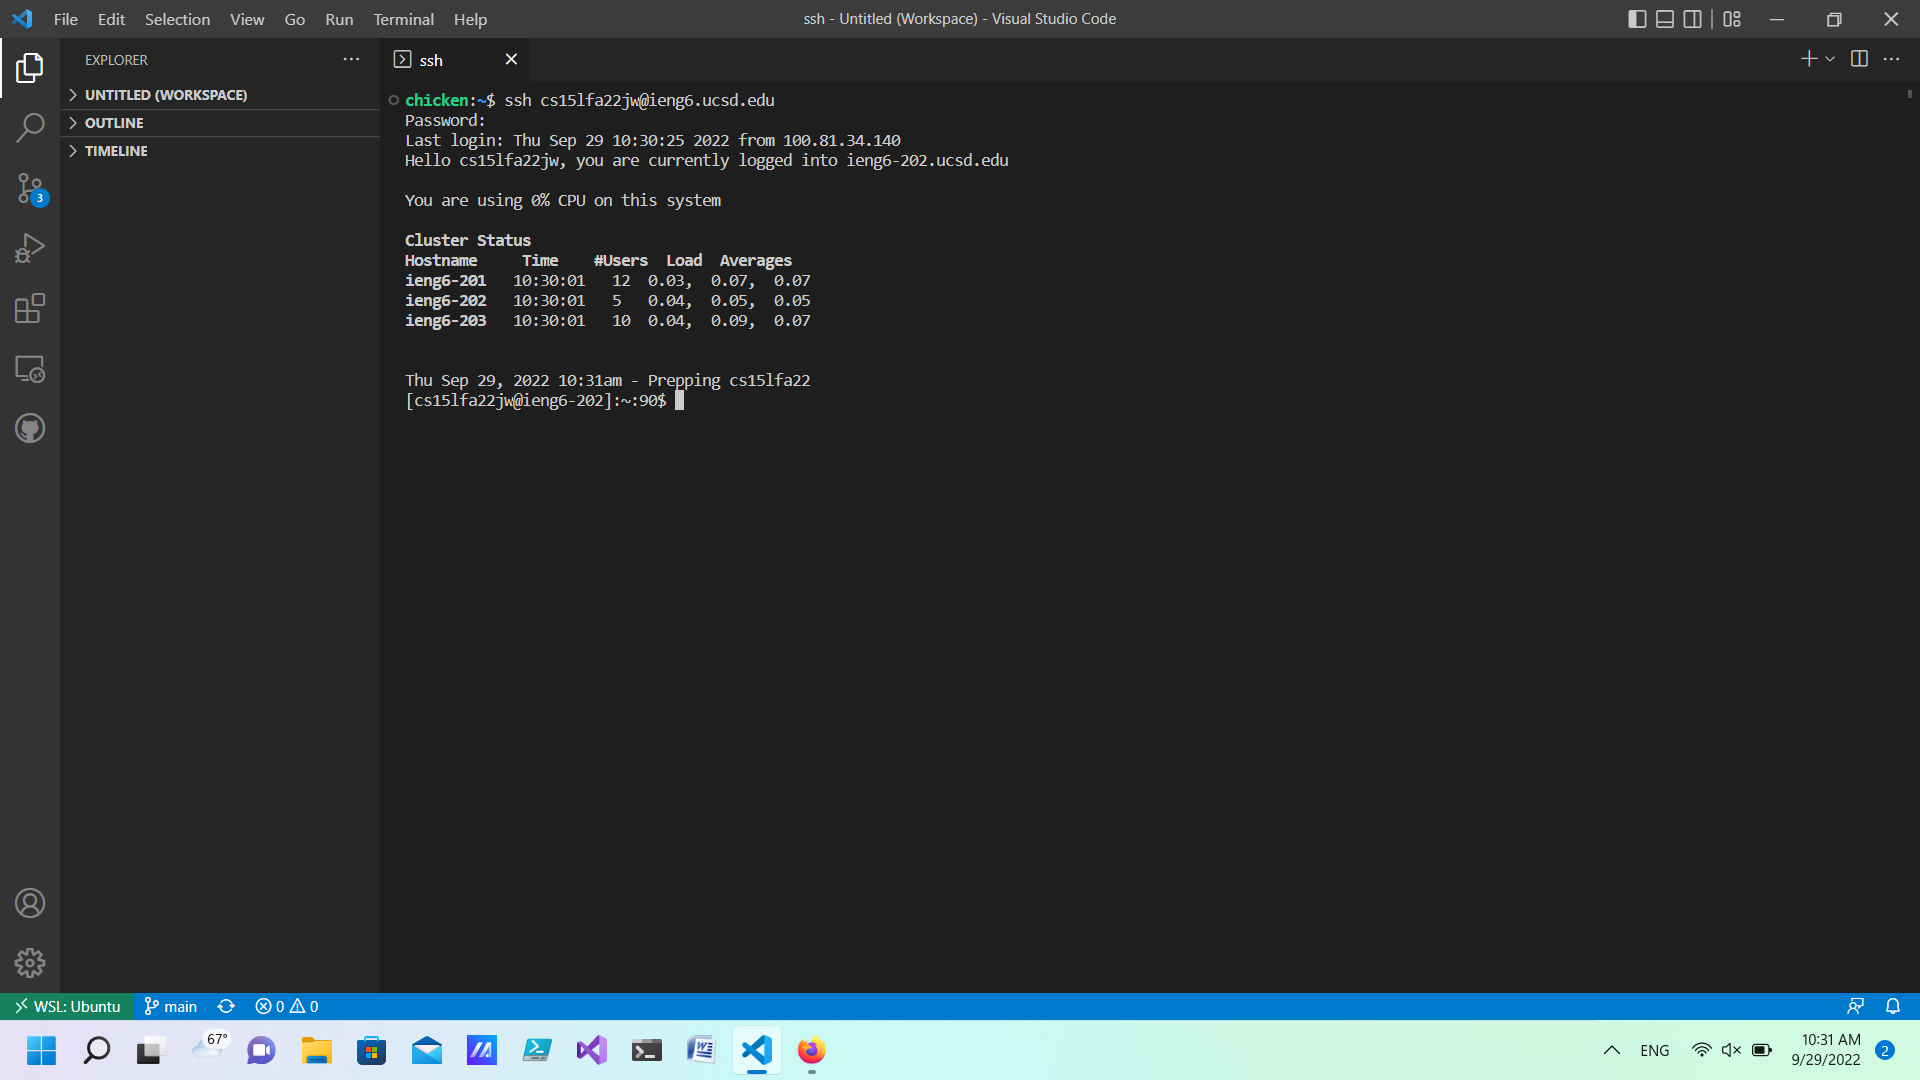 File Edit Selection View Go Run Terminal Help
ssh - Untitled (Workspace) - Visual Studio Code
EXPLORER
UNTITLED (WORKSPACE)
OUTLINE
TIMELINE
3
ssh
chicken:~$ ssh cs15lfa22jw@ieng6.ucsd.edu
Password:
Last login: Thu Sep 29 10:30:25 2022 from 100.81.34.140
Hello cs15lfa22jw, you are currently logged into ieng6-202.ucsd.edu
You are using 0% CPU on this system
Cluster Status
Hostname Time #Users Load Averages
ieng6-201 10:30:01 12 0.03, 0.07, 0.07
ieng6-202 10:30:01 5 0.04, 0.05, 0.05
ieng6-203 10:30:01 10 0.04, 0.09, 0.07
Thu Sep 29, 2022 10:31am - Prepping cs15lfa22
[cs15lfa22jw@ieng6-202]:~:90$
WSL: Ubuntu main 0 0
67°
ENG
10:31 AM
9/29/2022
2